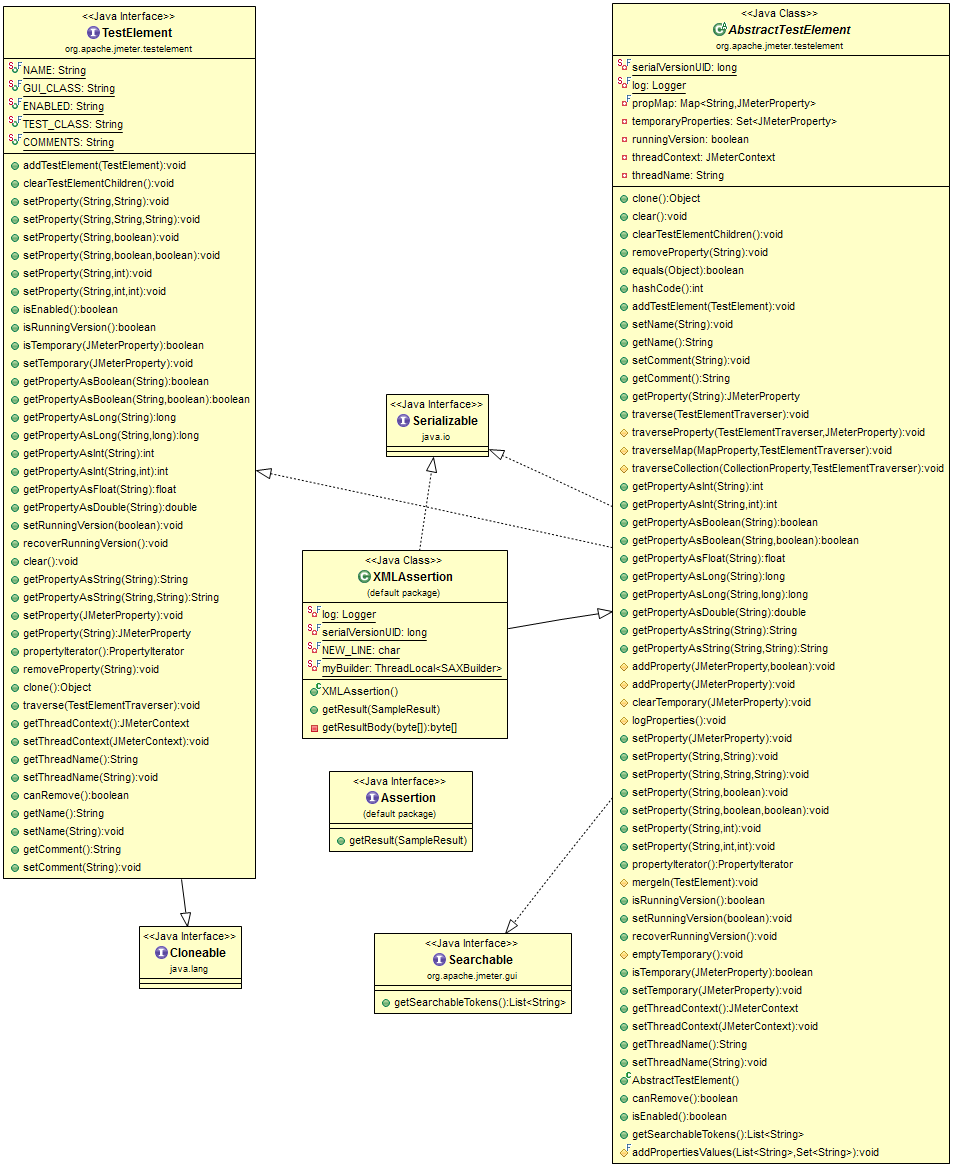 <<Java Interface>>
TestElement
org.apache.jmeter.testelement
NAME: String
GUI_CLASS: String
ENABLED: String
TEST_CLASS: String
COMMENTS: String
addTestElement(TestElement):void
clearTestElementChildren():void
setProperty(String,String):void
setProperty(String,String,String):void
setProperty(String,boolean):void
setProperty(String,boolean,boolean):void
setProperty(String,int):void
setProperty(String,int,int):void
isEnabled():boolean
isRunningVersion():boolean
isTemporary(JMeterProperty):boolean
setTemporary(JMeterProperty):void
getPropertyAsBoolean(String):boolean
getPropertyAsBoolean(String,boolean):boolean
getPropertyAsLong(String):long
getPropertyAsLong(String,long):long
getPropertyAsInt(String):int
getPropertyAsInt(String,int):int
getPropertyAsFloat(String):float
getPropertyAsDouble(String):double
setRunningVersion(boolean):void
recoverRunningVersion():void
clear():void
getPropertyAsString(String):String
getPropertyAsString(String,String):String
setProperty(JMeterProperty):void
getProperty(String):JMeterProperty
propertyIterator():PropertyIterator
removeProperty(String):void
clone():Object
traverse(TestElementTraverser):void
getThreadContext():JMeterContext
setThreadContext(JMeterContext):void
getThreadName():String
setThreadName(String):void
canRemove():boolean
getName():String
setName(String):void
getComment():String
setComment(String):void
<<Java Interface>>
Cloneable
java.lang
<<Java Interface>>
Serializable
java.io
<<Java Class>>
XMLAssertion
(default package)
log: Logger
serialVersionUID: long
NEW_LINE: char
myBuilder: ThreadLocal<SAXBuilder>
XMLAssertion()
getResult(SampleResult)
getResultBody(byte[]):byte[]
<<Java Interface>>
Assertion
(default package)
getResult(SampleResult)
<<Java Interface>>
Searchable
org.apache.jmeter.gui
getSearchableTokens():List<String>
<<Java Class>>
AbstractTestElement
org.apache.jmeter.testelement
serialVersionUID: long
log: Logger
propMap: Map<String,JMeterProperty>
temporaryProperties: Set<JMeterProperty>
runningVersion: boolean
threadContext: JMeterContext
threadName: String
clone():Object
clear():void
clearTestElementChildren():void
removeProperty(String):void
equals(Object):boolean
hashCode():int
addTestElement(TestElement):void
setName(String):void
getName():String
setComment(String):void
getComment():String
getProperty(String):JMeterProperty
traverse(TestElementTraverser):void
traverseProperty(TestElementTraverser,JMeterProperty):void
traverseMap(MapProperty,TestElementTraverser):void
traverseCollection(CollectionProperty,TestElementTraverser):void
getPropertyAsInt(String):int
getPropertyAsInt(String,int):int
getPropertyAsBoolean(String):boolean
getPropertyAsBoolean(String,boolean):boolean
getPropertyAsFloat(String):float
getPropertyAsLong(String):long
getPropertyAsLong(String,long):long
getPropertyAsDouble(String):double
getPropertyAsString(String):String
getPropertyAsString(String,String):String
addProperty(JMeterProperty,boolean):void
addProperty(JMeterProperty):void
clearTemporary(JMeterProperty):void
logProperties():void
setProperty(JMeterProperty):void
setProperty(String,String):void
setProperty(String,String,String):void
setProperty(String,boolean):void
setProperty(String,boolean,boolean):void
setProperty(String,int):void
setProperty(String,int,int):void
propertyIterator():PropertyIterator
mergeIn(TestElement):void
isRunningVersion():boolean
setRunningVersion(boolean):void
recoverRunningVersion():void
emptyTemporary():void
isTemporary(JMeterProperty):boolean
setTemporary(JMeterProperty):void
getThreadContext():JMeterContext
setThreadContext(JMeterContext):void
getThreadName():String
setThreadName(String):void
AbstractTestElement()
canRemove():boolean
isEnabled():boolean
getSearchableTokens():List<String>
addPropertiesValues(List<String>,Set<String>):void